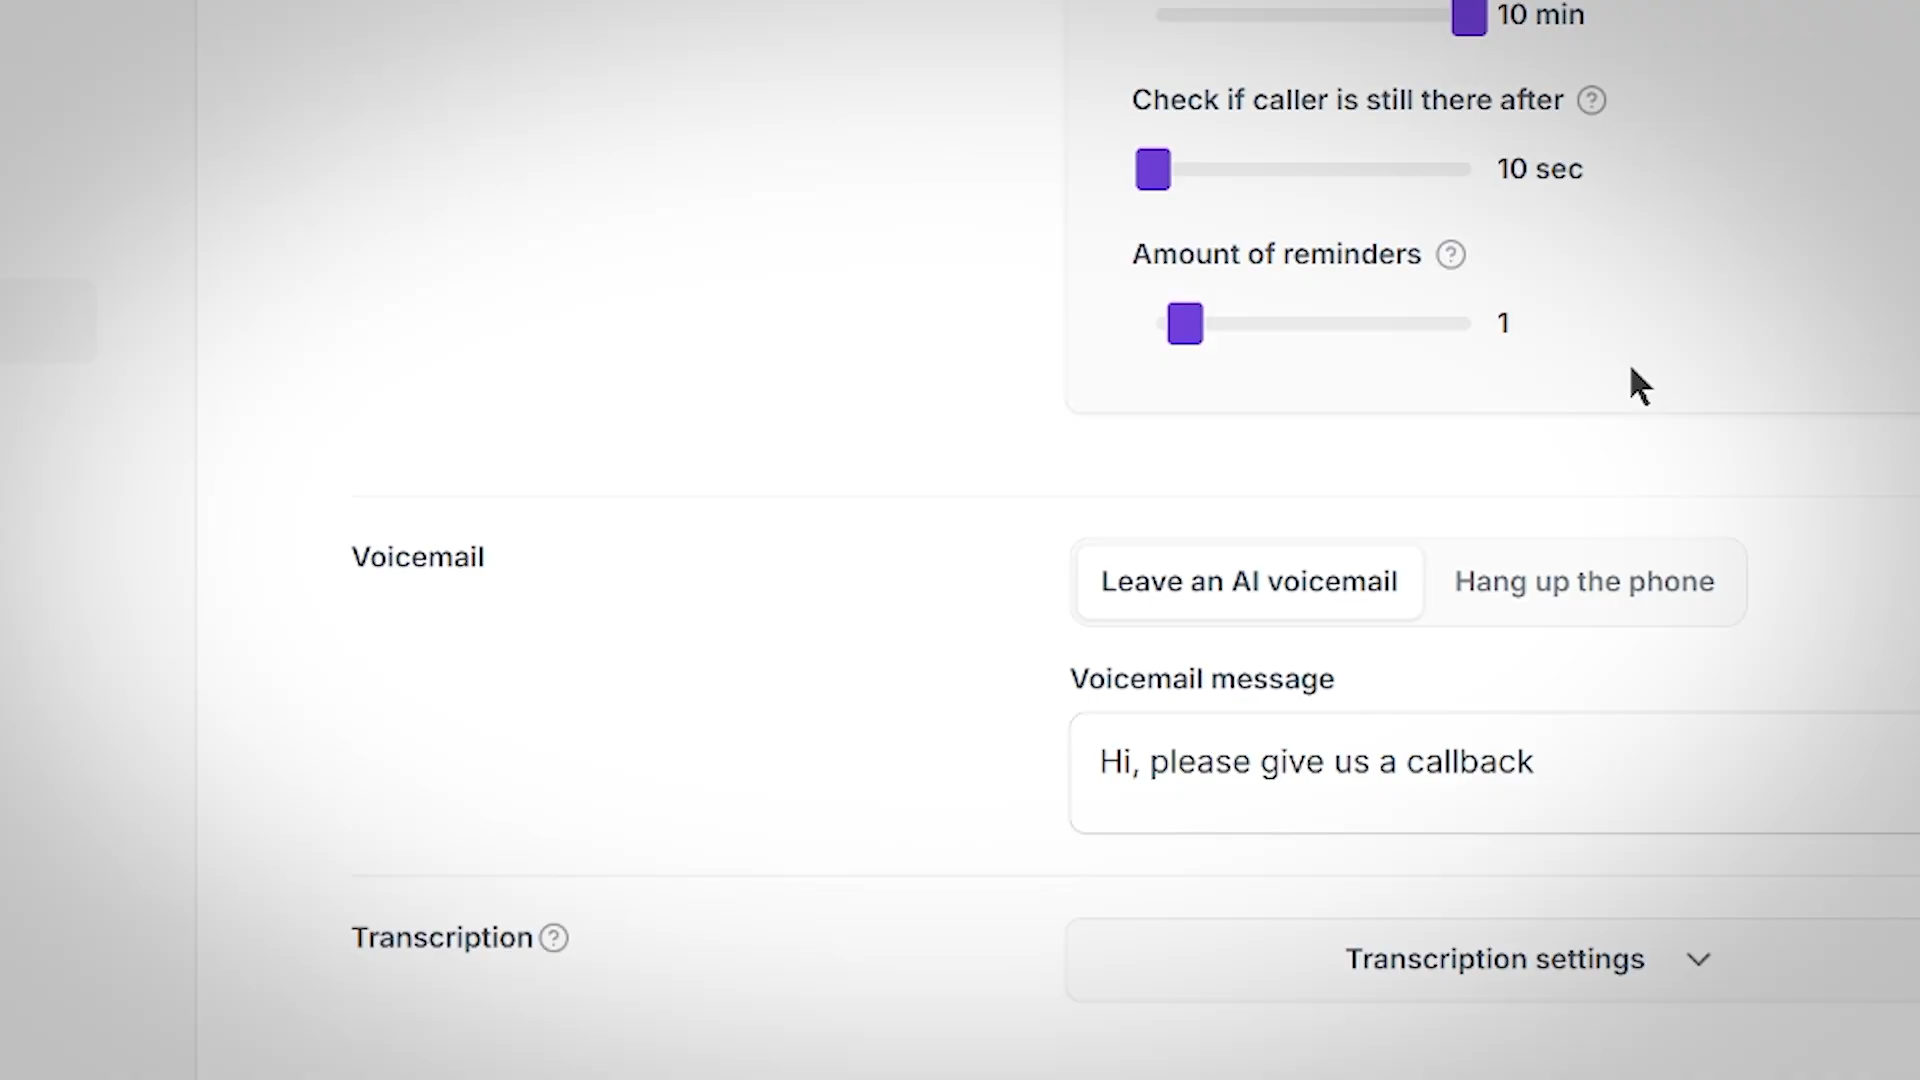 10 min
Check if caller is still there after
10 sec
Amount of reminders
1
Voicemail
Leave an AI voicemail
Hang up the phone
Voicemail message
Hi, please give us a callback
Transcription
Transcription settings